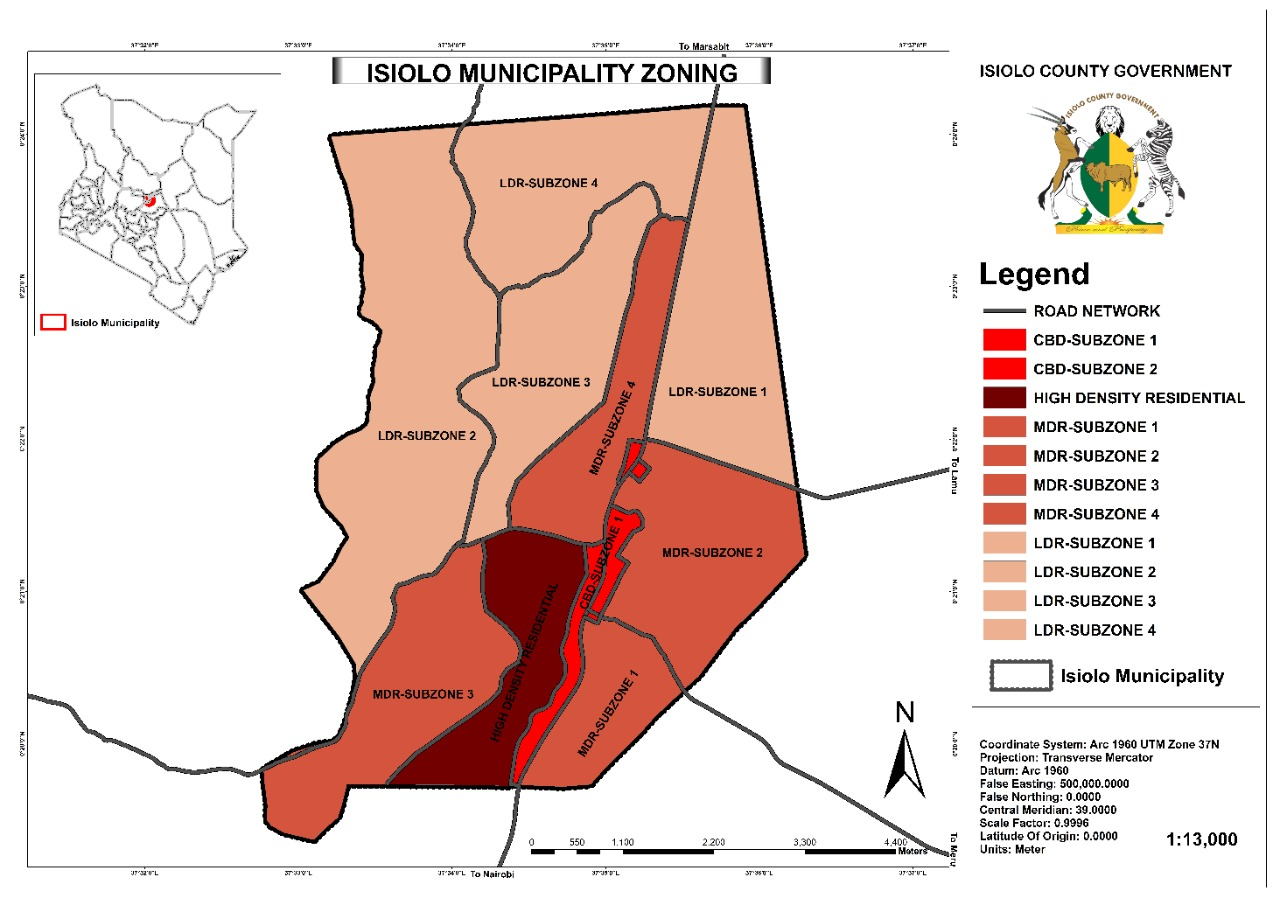 To Marsabit
ISIOLO MUNICIPALITY ZONING
Isiolo Municipality
LDR-SUBZONE 4
LDR-SUBZONE 3
LDR-SUBZONE 1
LDR-SUBZONE 2
MDR-SUBZONE 4
To Lamu
MDR-SUBZONE 2
CBD-SUBZONE 1
HIGH DENSITY RESIDENTIAL
MDR-SUBZONE 3
MDR-SUBZONE 1
N
0 550 1,100 2,200 3,300 4,400
Meters
To Meru
To Nairobi
ISIOLO COUNTY GOVERNMENT
ISIOLO COUNTY GOVERNMENT
Peace and Prosperity
Legend
ROAD NETWORK
CBD-SUBZONE 1
CBD-SUBZONE 2
HIGH DENSITY RESIDENTIAL
MDR-SUBZONE 1
MDR-SUBZONE 2
MDR-SUBZONE 3
MDR-SUBZONE 4
LDR-SUBZONE 1
LDR-SUBZONE 2
LDR-SUBZONE 3
LDR-SUBZONE 4
Isiolo Municipality
Coordinate System: Arc 1960 UTM Zone 37N
Projection: Transverse Mercator
Datum: Arc 1960
False Easting: 500,000.0000
False Northing: 0.0000
Central Meridian: 39.0000
Scale Factor: 0.9996
Latitude Of Origin: 0.0000
Units: Meter
1:13,000